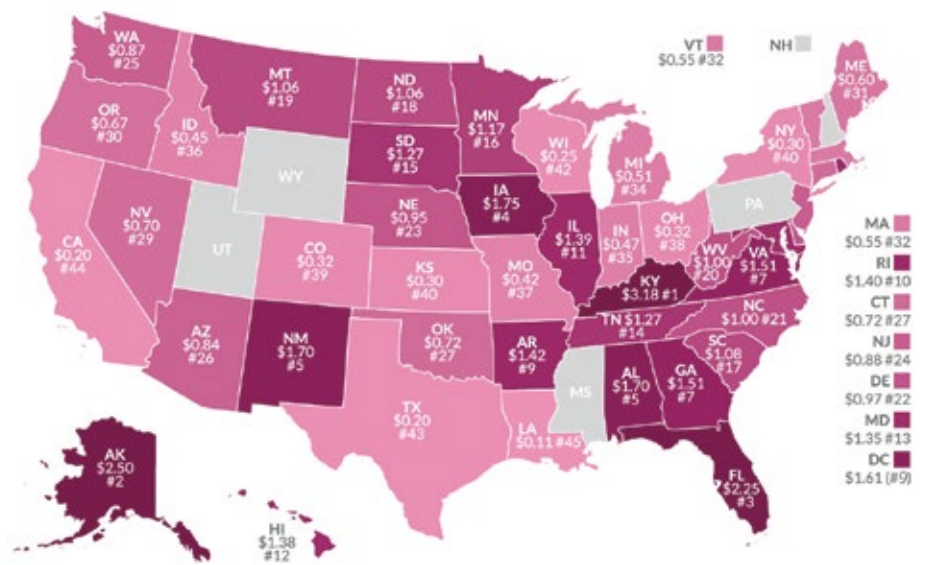 WA
$0.87
#25
OR
$0.67
#30
CA
$0.20
#44
ID
$0.45
#36
NV
$0.70
#29
MT
$1.06
#19
WY
UT
AZ
$0.84
#26
CO
$0.32
#39
NM
$1.70
#5
ND
$1.06
#18
SD
$1.27
#15
NE
$0.95
#23
KS
$0.30
#40
OK
$0.72
#27
TX
$0.20
#43
MN
$1.17
#16
IA
$1.75
#4
MO
$0.42
#37
AR
$1.42
#9
LA
$0.11 #45
WI
$0.25
#42
IL
$1.39
#11
MI
$0.51
#34
IN
$0.47
#35
OH
$0.32
#38
KY
$3.18 #1
TN $1.27
#14
MS
AL
$1.70
#5
GA
$1.51
#7
FL
$2.25
#3
SC
$1.08
#17
NC
$1.00 #21
VA
$1.51
#7
WV
$1.00
#20
PA
NY
$0.30
#40
ME
$0.60
#31
VT
$0.55 #32
NH
MA
$0.55 #32
RI
$1.40 #10
CT
$0.72 #27
NJ
$0.88 #24
DE
$0.97 #22
MD
$1.35 #13
DC
$1.61 (#9)
AK
$2.50
#2
HI
$1.38
#12